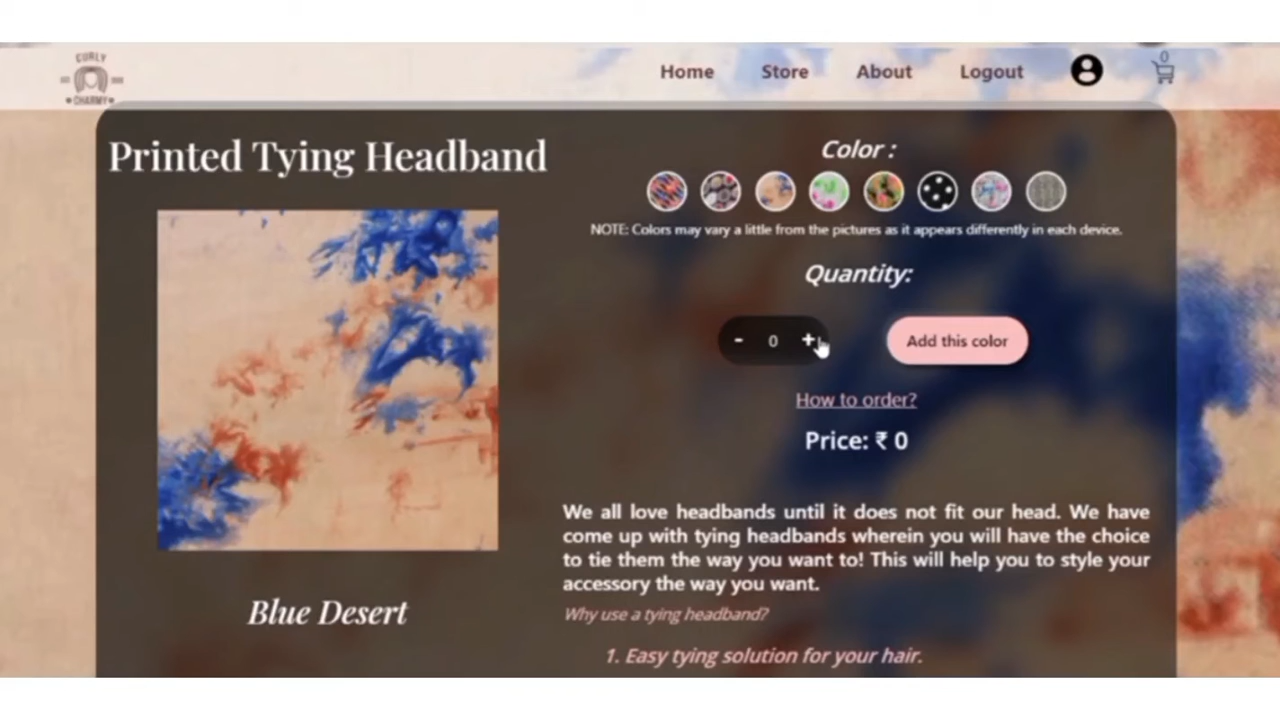 CURLY
CHARMY
Home Store About Logout
0
Printed Tying Headband
Color :
NOTE: Colors may vary a little from the pictures as it appears differently in each device.
Quantity:
- 0 +
Add this color
How to order?
Price: ₹ 0
Blue Desert
We all love headbands until it does not fit our head. We have
come up with tying headbands wherein you will have the choice
to tie them the way you want to! This will help you to style your
accessory the way you want.
Why use a tying headband?
1. Easy tying solution for your hair.